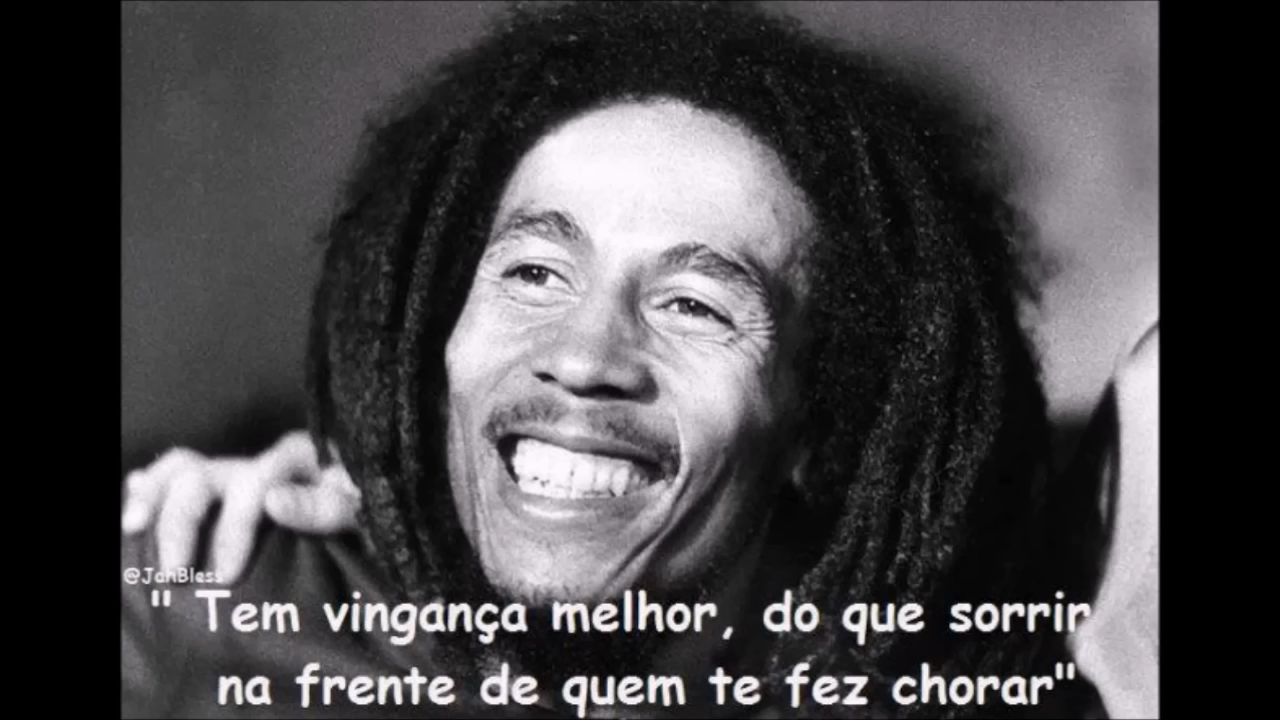 @JahBless
" Tem vingança melhor, do que sorrir
na frente de quem te fez chorar"